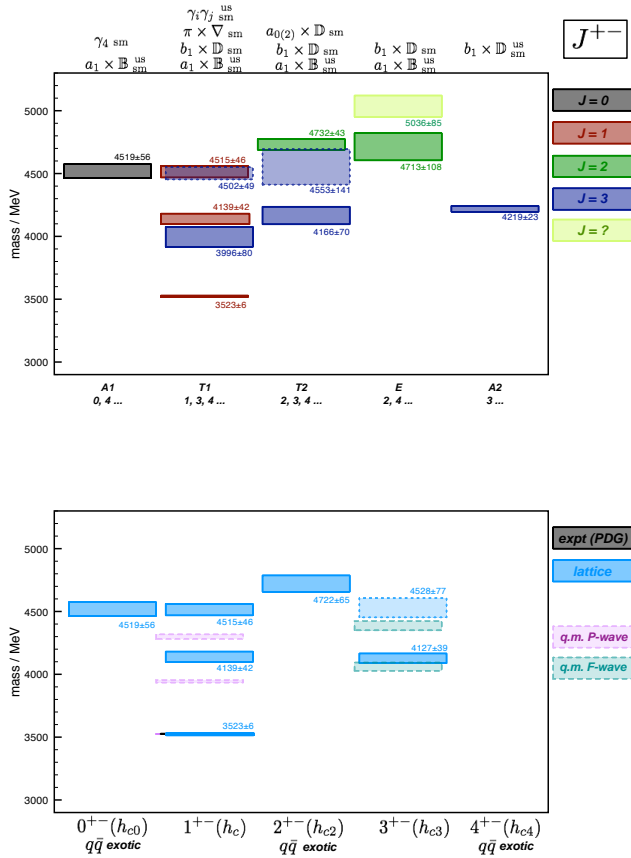 γ₄ sm
a₁ × 𝔹 us sm
γᵢγⱼ us sm
π × ∇ sm
b₁ × 𝔻 sm
a₁ × 𝔹 us sm
a₀₍₂₎ × 𝔻 sm
b₁ × 𝔻 sm
a₁ × 𝔹 us sm
b₁ × 𝔻 sm
a₁ × 𝔹 us sm
b₁ × 𝔻 us sm
J⁺⁻
mass / MeV
5000
4500
4000
3500
3000
4519±56
4515±46
4502±49
4139±42
3996±80
3523±6
4732±43
4553±141
4166±70
5036±85
4713±108
4219±23
J = 0
J = 1
J = 2
J = 3
J = ?
A1
0, 4 ...
T1
1, 3, 4 ...
T2
2, 3, 4 ...
E
2, 4 ...
A2
3 ...
mass / MeV
5000
4500
4000
3500
3000
4519±56
4515±46
4139±42
3523±6
4722±65
4528±77
4127±39
expt (PDG)
lattice
q.m. P-wave
q.m. F-wave
0⁺⁻(h_c0)
qq̄ exotic
1⁺⁻(h_c)
2⁺⁻(h_c2)
qq̄ exotic
3⁺⁻(h_c3)
4⁺⁻(h_c4)
qq̄ exotic